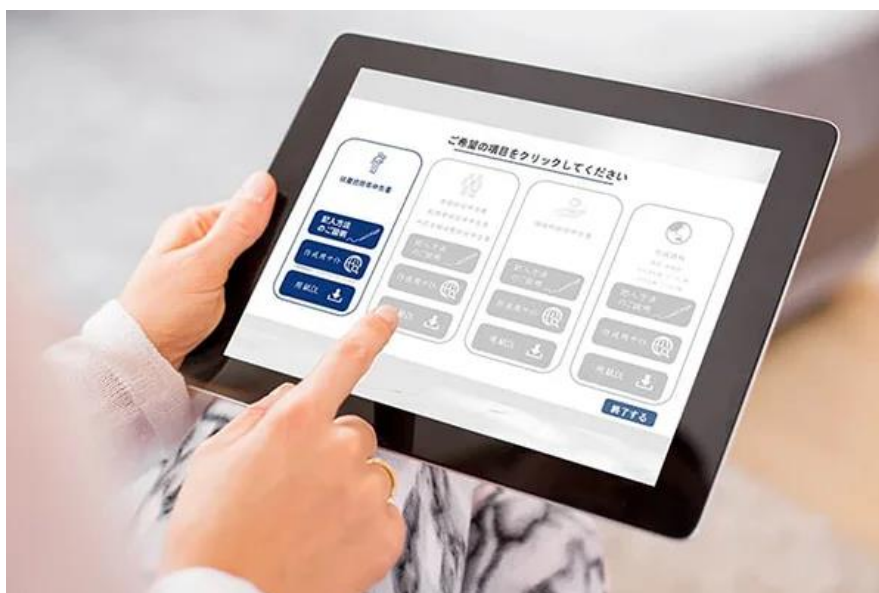 ご希望の項目をクリックしてください
扶養控除等申告書
記入方法
のご説明
作成用サイト
用紙DL
記入方法
のご説明
作成用サイト
用紙DL
記入方法
のご説明
作成用サイト
用紙DL
記入方法
のご説明
作成用サイト
用紙DL
終了する